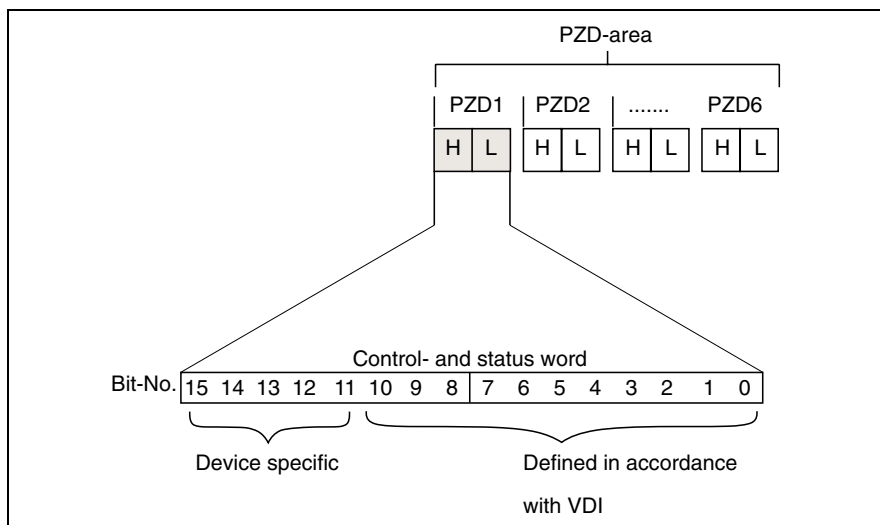 PZD-area
PZD1 PZD2 ....... PZD6
H L H L H L H L
Control- and status word
Bit-No. 15 14 13 12 11 10 9 8 7 6 5 4 3 2 1 0
Device specific
Defined in accordance
with VDI